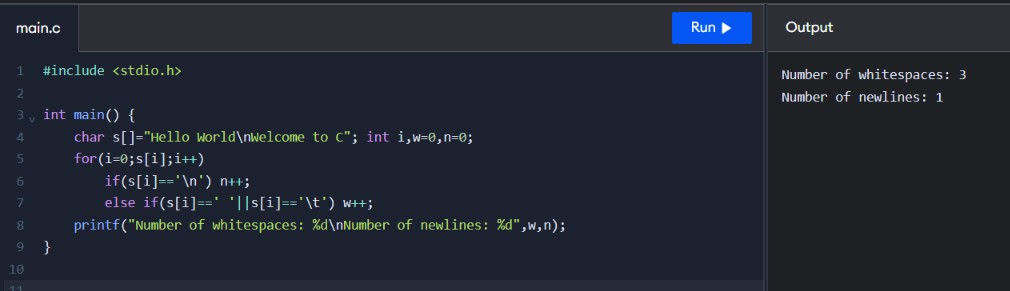 main.c
Run
Output
1 #include <stdio.h>
2
3 int main() {
4 char s[]="Hello World\nWelcome to C"; int i,w=0,n=0;
5 for(i=0;s[i];i++)
6 if(s[i]=='\n') n++;
7 else if(s[i]==' '||s[i]=='\t') w++;
8 printf("Number of whitespaces: %d\nNumber of newlines: %d",w,n);
9 }
10
11
Number of whitespaces: 3
Number of newlines: 1